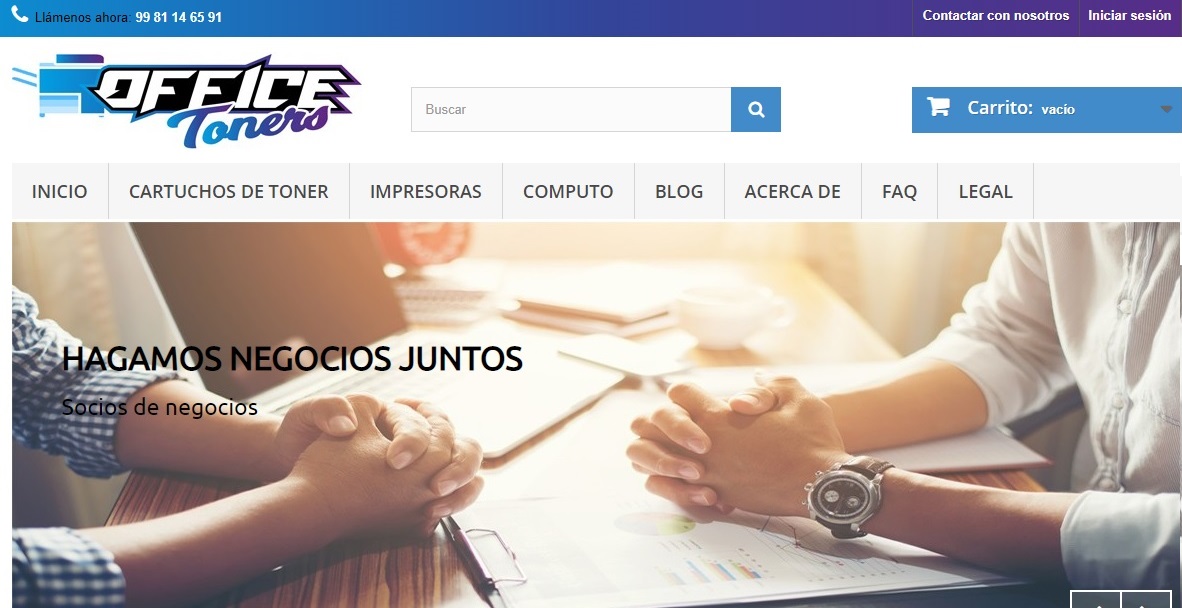 Llámenos ahora: 99 81 14 65 91
Contactar con nosotros
Iniciar sesión
OFFICE
Toners
Buscar
Carrito: vacío
INICIO
CARTUCHOS DE TONER
IMPRESORAS
COMPUTO
BLOG
ACERCA DE
FAQ
LEGAL
HAGAMOS NEGOCIOS JUNTOS
Socios de negocios